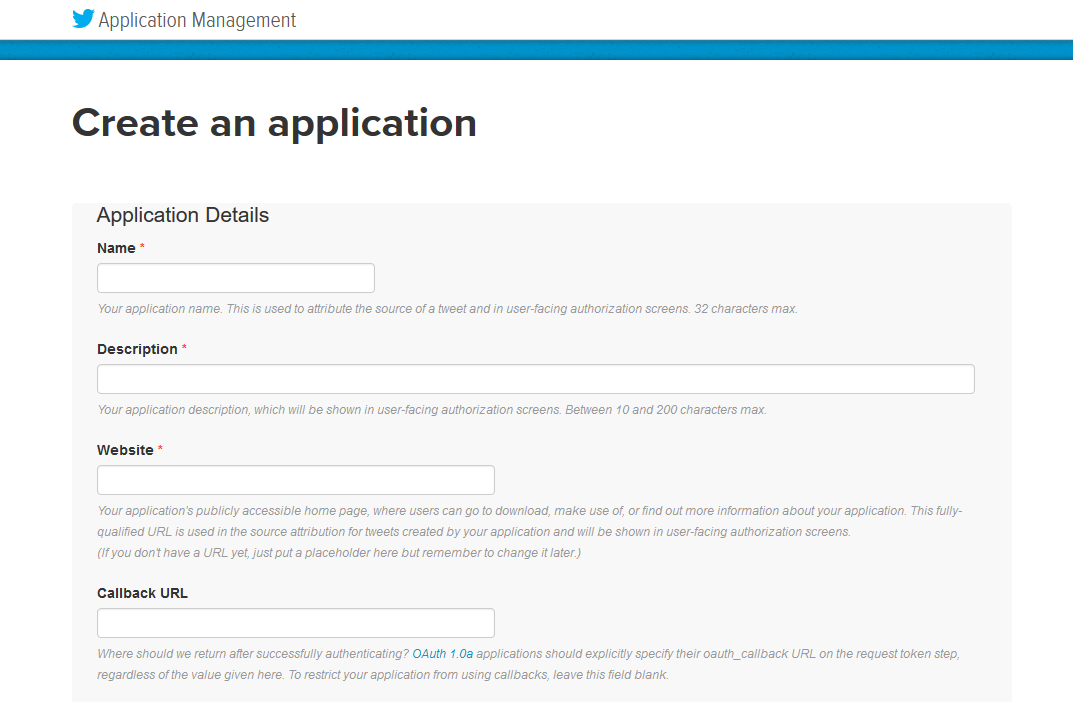 Application Management
Create an application
Application Details
Name *
Your application name. This is used to attribute the source of a tweet and in user-facing authorization screens. 32 characters max.
Description *
Your application description, which will be shown in user-facing authorization screens. Between 10 and 200 characters max.
Website *
Your application's publicly accessible home page, where users can go to download, make use of, or find out more information about your application. This fully-
qualified URL is used in the source attribution for tweets created by your application and will be shown in user-facing authorization screens.
(If you don't have a URL yet, just put a placeholder here but remember to change it later.)
Callback URL
Where should we return after successfully authenticating? OAuth 1.0a applications should explicitly specify their oauth_callback URL on the request token step,
regardless of the value given here. To restrict your application from using callbacks, leave this field blank.